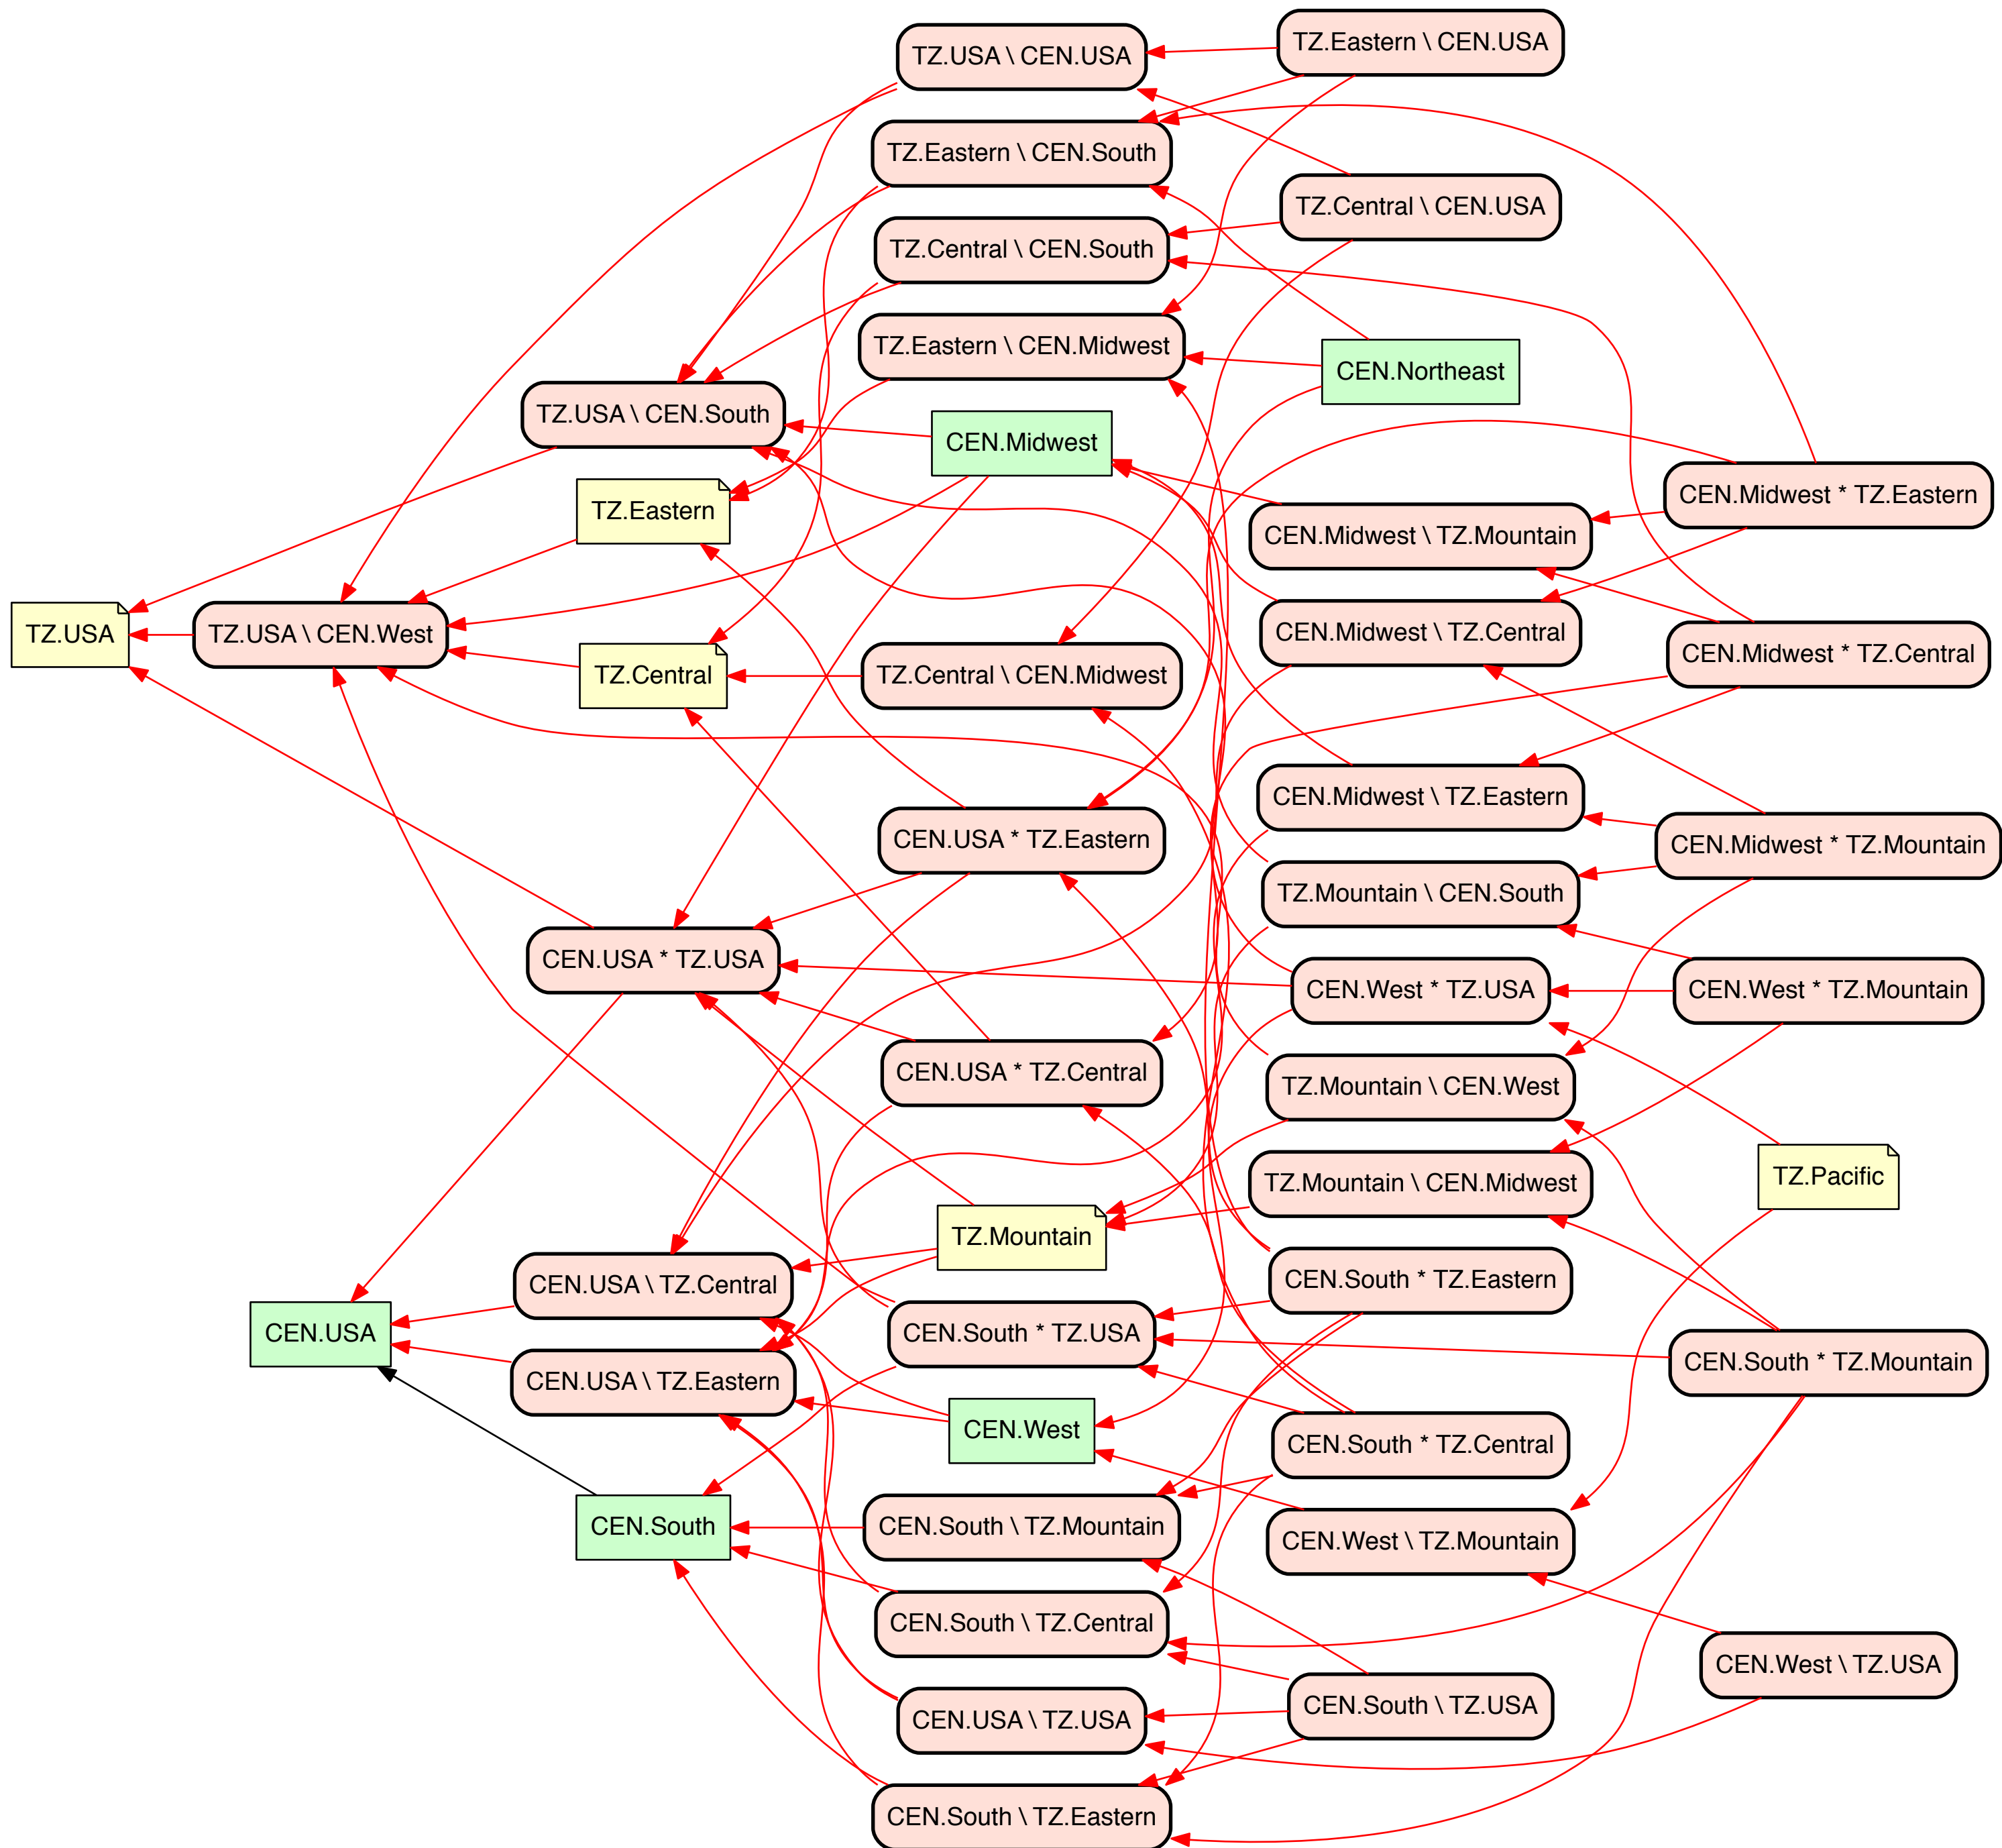 TZ.USA \ CEN.USA
TZ.Eastern \ CEN.USA
TZ.Eastern \ CEN.South
TZ.Central \ CEN.USA
TZ.Central \ CEN.South
TZ.Eastern \ CEN.Midwest
CEN.Northeast
TZ.USA \ CEN.South
CEN.Midwest
CEN.Midwest * TZ.Eastern
TZ.Eastern
CEN.Midwest \ TZ.Mountain
TZ.USA
TZ.USA \ CEN.West
CEN.Midwest \ TZ.Central
CEN.Midwest * TZ.Central
TZ.Central
TZ.Central \ CEN.Midwest
CEN.Midwest \ TZ.Eastern
CEN.USA * TZ.Eastern
CEN.Midwest * TZ.Mountain
TZ.Mountain \ CEN.South
CEN.USA * TZ.USA
CEN.West * TZ.USA
CEN.West * TZ.Mountain
CEN.USA * TZ.Central
TZ.Mountain \ CEN.West
TZ.Mountain \ CEN.Midwest
TZ.Pacific
TZ.Mountain
CEN.USA \ TZ.Central
CEN.South * TZ.Eastern
CEN.USA
CEN.South * TZ.USA
CEN.South * TZ.Mountain
CEN.USA \ TZ.Eastern
CEN.West
CEN.South * TZ.Central
CEN.South
CEN.South \ TZ.Mountain
CEN.West \ TZ.Mountain
CEN.South \ TZ.Central
CEN.West \ TZ.USA
CEN.USA \ TZ.USA
CEN.South \ TZ.USA
CEN.South \ TZ.Eastern